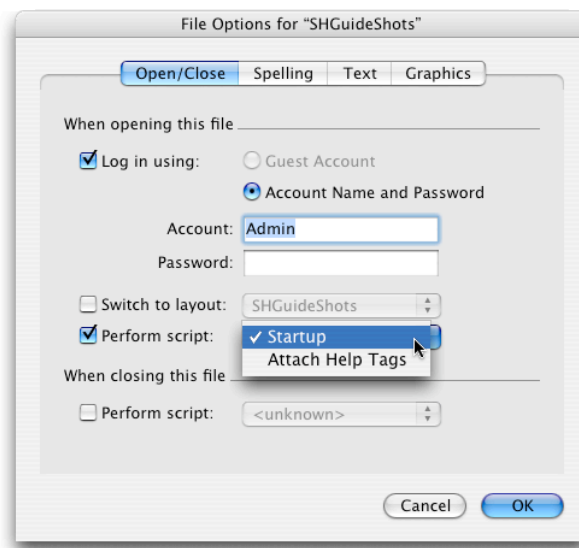 File Options for “SHGuideShots”
Open/Close Spelling Text Graphics
When opening this file
Log in using: Guest Account
Account Name and Password
Account: Admin
Password:
Switch to layout: SHGuideShots
Perform script: ✓ Startup
Attach Help Tags
When closing this file
Perform script: <unknown>
Cancel OK